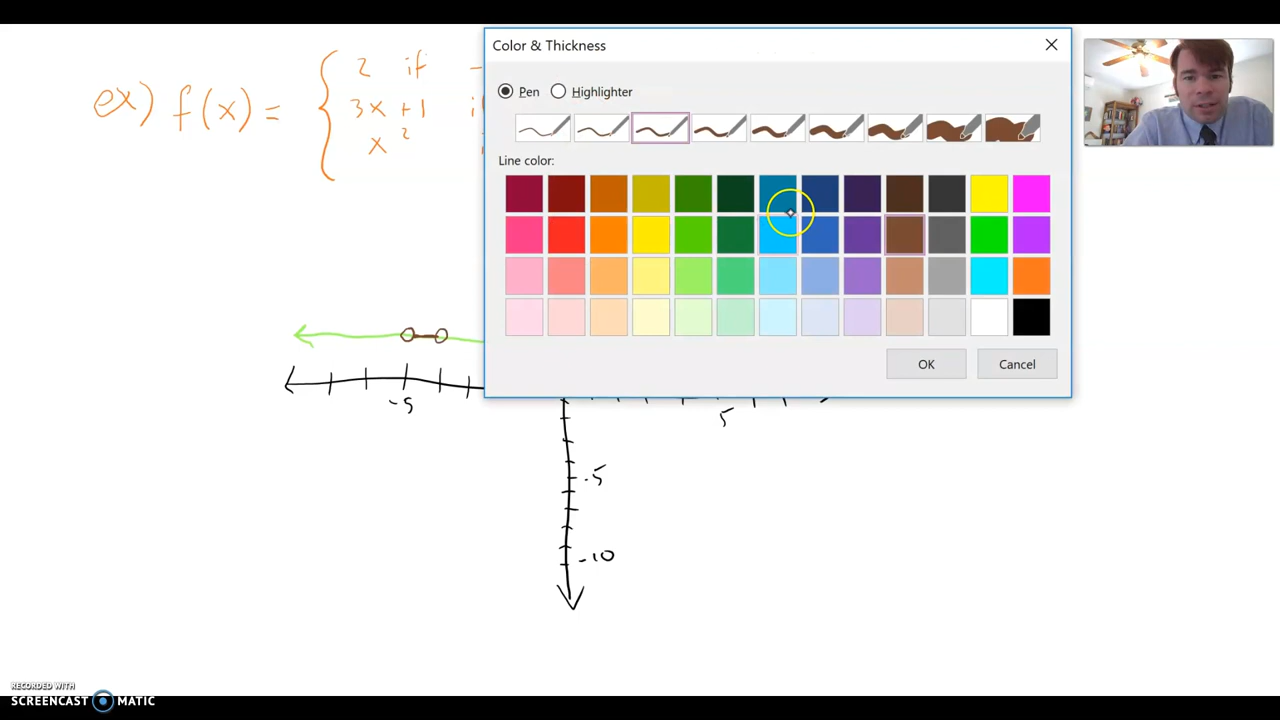 Color & Thickness
Pen
Highlighter
Line color:
OK
Cancel
ex) f(x) = { 2 if -
3x +1 i
x²
-5
5
-5
-10
RECORDED WITH
SCREENCAST MATIC